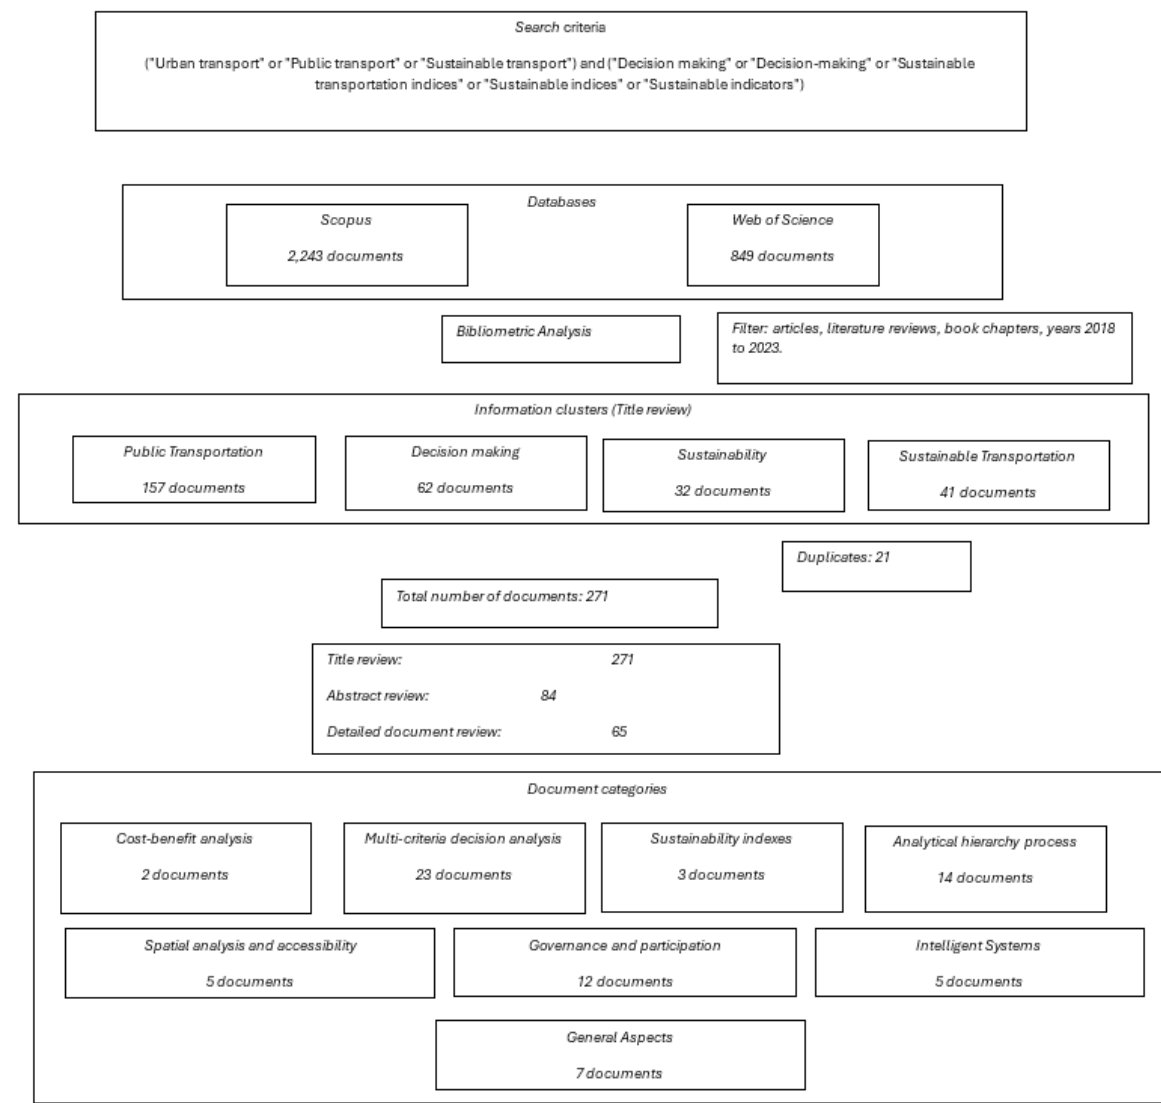 Search criteria
("Urban transport" or "Public transport" or "Sustainable transport") and ("Decision making" or "Decision-making" or "Sustainable
transportation indices" or "Sustainable indices" or "Sustainable indicators")
Databases
Scopus
2,243 documents
Web of Science
849 documents
Bibliometric Analysis
Filter: articles, literature reviews, book chapters, years 2018
to 2023.
Information clusters (Title review)
Public Transportation
157 documents
Decision making
62 documents
Sustainability
32 documents
Sustainable Transportation
41 documents
Duplicates: 21
Total number of documents: 271
Title review: 271
Abstract review: 84
Detailed document review: 65
Document categories
Cost-benefit analysis
2 documents
Multi-criteria decision analysis
23 documents
Sustainability indexes
3 documents
Analytical hierarchy process
14 documents
Spatial analysis and accessibility
5 documents
Governance and participation
12 documents
Intelligent Systems
5 documents
General Aspects
7 documents